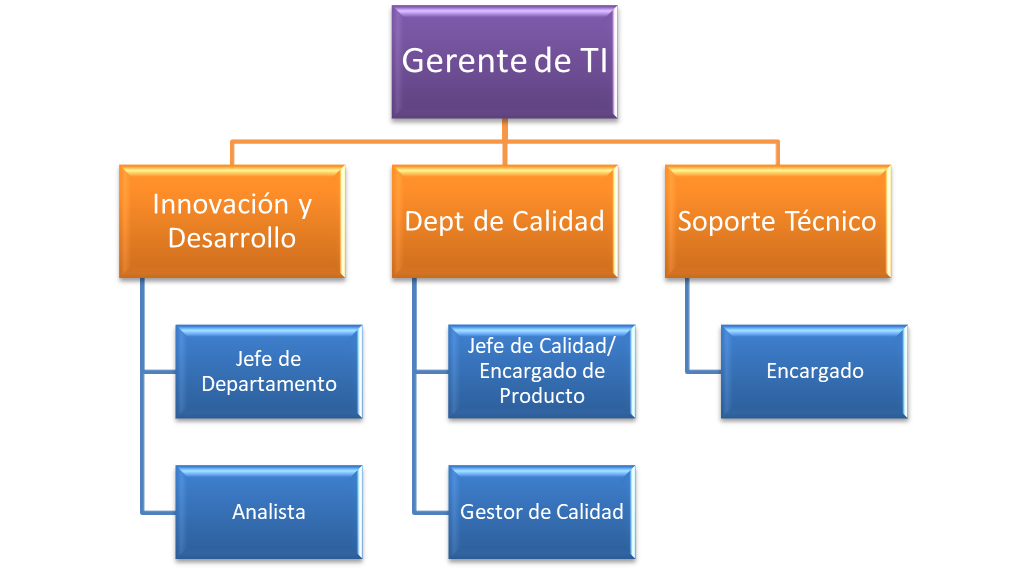 Gerente de TI
Innovación y
Desarrollo
Dept de Calidad
Soporte Técnico
Jefe de
Departamento
Jefe de Calidad/
Encargado de
Producto
Encargado
Analista
Gestor de Calidad